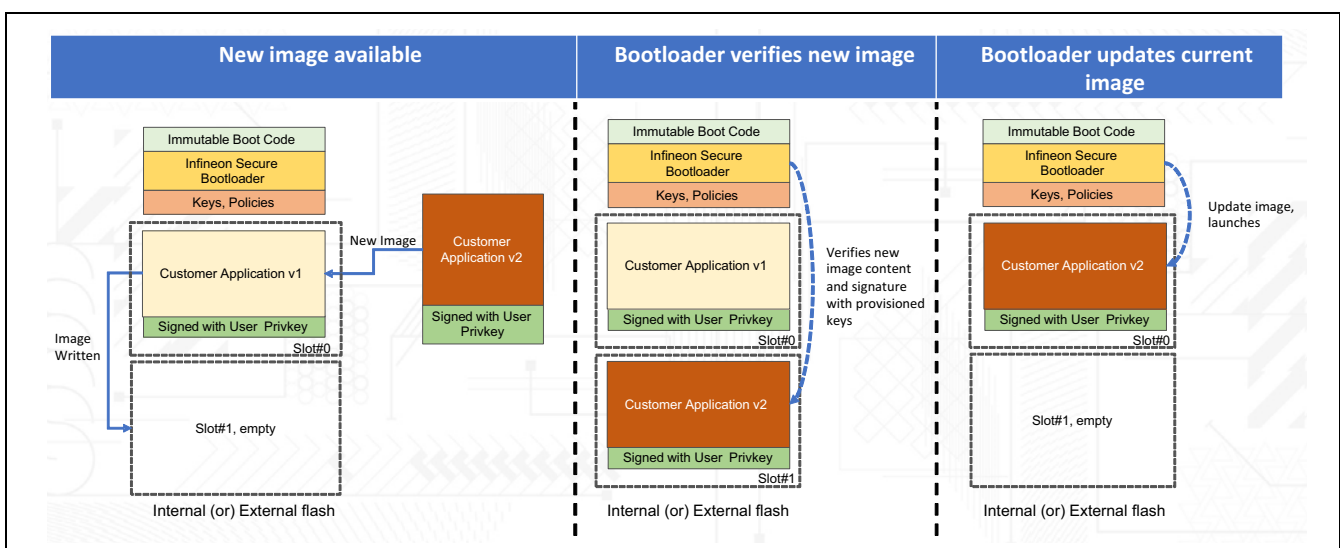 New image available
Immutable Boot Code
Infineon Secure
Bootloader
Keys, Policies
New Image
Customer Application v1
Signed with User  Privkey
Slot#0
Customer
Application v2
Signed with User
Privkey
Image
Written
Slot#1, empty
Internal (or) External flash
Bootloader verifies new image
Immutable Boot Code
Infineon Secure
Bootloader
Keys, Policies
Customer Application v1
Signed with User  Privkey
Slot#0
Verifies new
image content
and signature
with provisioned
keys
Customer Application v2
Signed with User  Privkey
Slot#1
Internal (or) External flash
Bootloader updates current
image
Immutable Boot Code
Infineon Secure
Bootloader
Keys, Policies
Update image,
launches
Customer Application v2
Signed with User  Privkey
Slot#0
Slot#1, empty
Internal (or) External flash